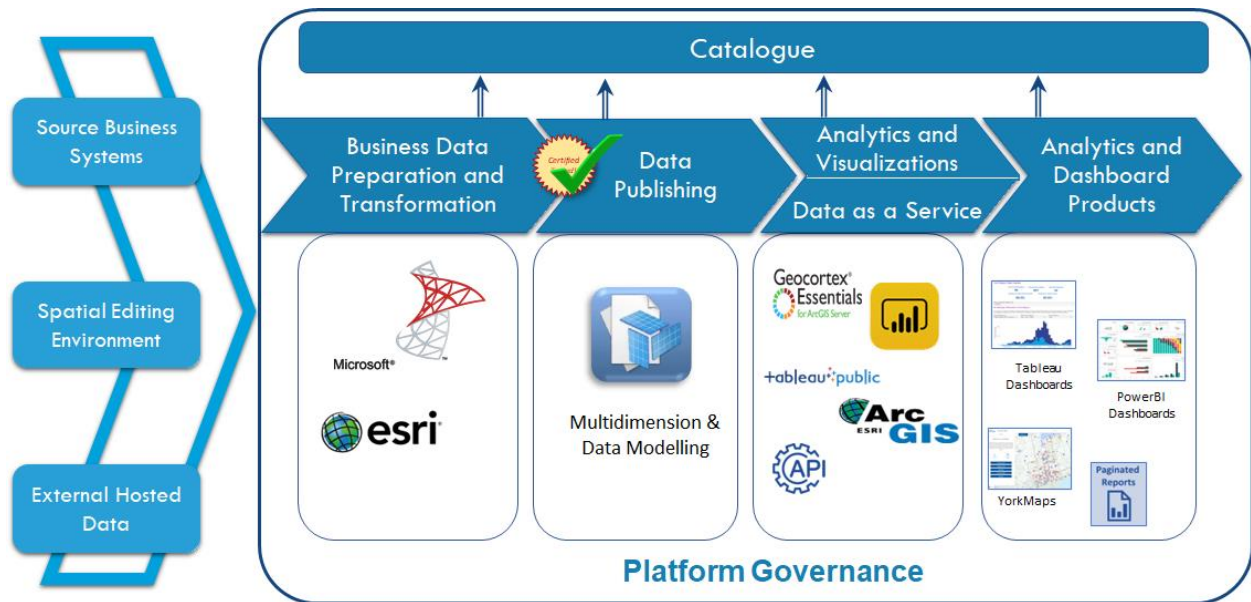 Catalogue
Source Business
Systems
Spatial Editing
Environment
External Hosted
Data
Business Data
Preparation and
Transformation
Certified
Data
Publishing
Analytics and
Visualizations
Data as a Service
Analytics and
Dashboard
Products
Microsoft®
esri
Multidimension &
Data Modelling
Geocortex®
Essentials
for ArcGIS Server
tableau public
Arc
ESRI GIS
API
Tableau
Dashboards
PowerBI
Dashboards
YorkMaps
Paginated
Reports
Platform Governance